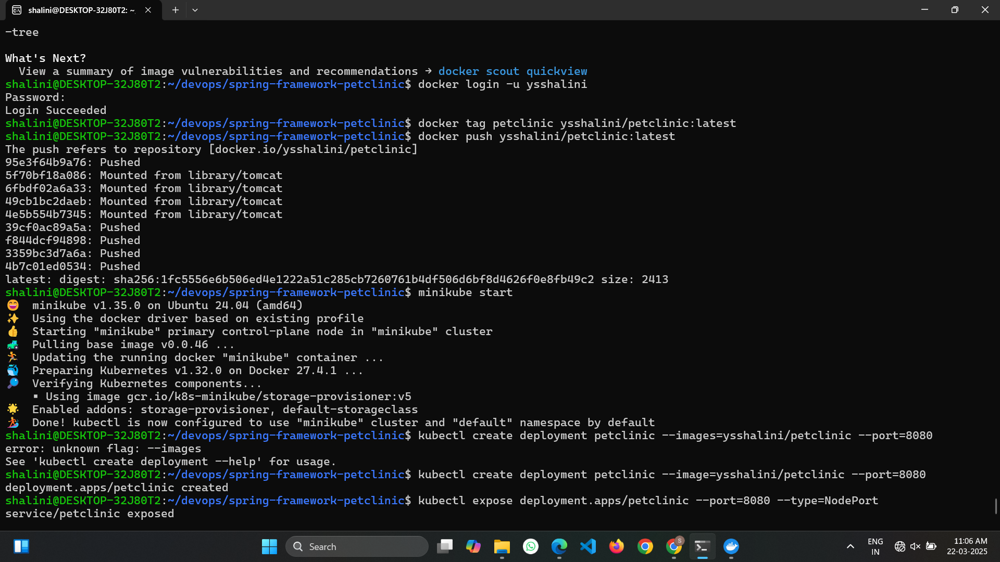 shalini@DESKTOP-32J80T2: ~
-tree
What's Next?
View a summary of image vulnerabilities and recommendations → docker scout quickview
shalini@DESKTOP-32J80T2:~/devops/spring-framework-petclinic$ docker login -u ysshalini
Password:
Login Succeeded
shalini@DESKTOP-32J80T2:~/devops/spring-framework-petclinic$ docker tag petclinic ysshalini/petclinic:latest
shalini@DESKTOP-32J80T2:~/devops/spring-framework-petclinic$ docker push ysshalini/petclinic:latest
The push refers to repository [docker.io/ysshalini/petclinic]
95e3f64b9a76: Pushed
5f70bf18a086: Mounted from library/tomcat
6fbdf02a6a33: Mounted from library/tomcat
49cb1bc2daeb: Mounted from library/tomcat
4e5b554b7345: Mounted from library/tomcat
39cf0ac89a5a: Pushed
f844dcf94898: Pushed
3359bc3d7a6a: Pushed
4b7c01ed0534: Pushed
latest: digest: sha256:1fc5556e6b506ed4e1222a51c285cb7260761b4df506d6bf8d4626f0e8fb49c2 size: 2413
shalini@DESKTOP-32J80T2:~/devops/spring-framework-petclinic$ minikube start
😄 minikube v1.35.0 on Ubuntu 24.04 (amd64)
✨ Using the docker driver based on existing profile
👍 Starting "minikube" primary control-plane node in "minikube" cluster
🚜 Pulling base image v0.0.46 ...
🏃 Updating the running docker "minikube" container ...
🐳 Preparing Kubernetes v1.32.0 on Docker 27.4.1 ...
🔎 Verifying Kubernetes components...
▪ Using image gcr.io/k8s-minikube/storage-provisioner:v5
🌟 Enabled addons: storage-provisioner, default-storageclass
🏄 Done! kubectl is now configured to use "minikube" cluster and "default" namespace by default
shalini@DESKTOP-32J80T2:~/devops/spring-framework-petclinic$ kubectl create deployment petclinic --images=ysshalini/petclinic --port=8080
error: unknown flag: --images
See 'kubectl create deployment --help' for usage.
shalini@DESKTOP-32J80T2:~/devops/spring-framework-petclinic$ kubectl create deployment petclinic --image=ysshalini/petclinic --port=8080
deployment.apps/petclinic created
shalini@DESKTOP-32J80T2:~/devops/spring-framework-petclinic$ kubectl expose deployment.apps/petclinic --port=8080 --type=NodePort
service/petclinic exposed
Search
S
ENG
IN
11:06 AM
22-03-2025